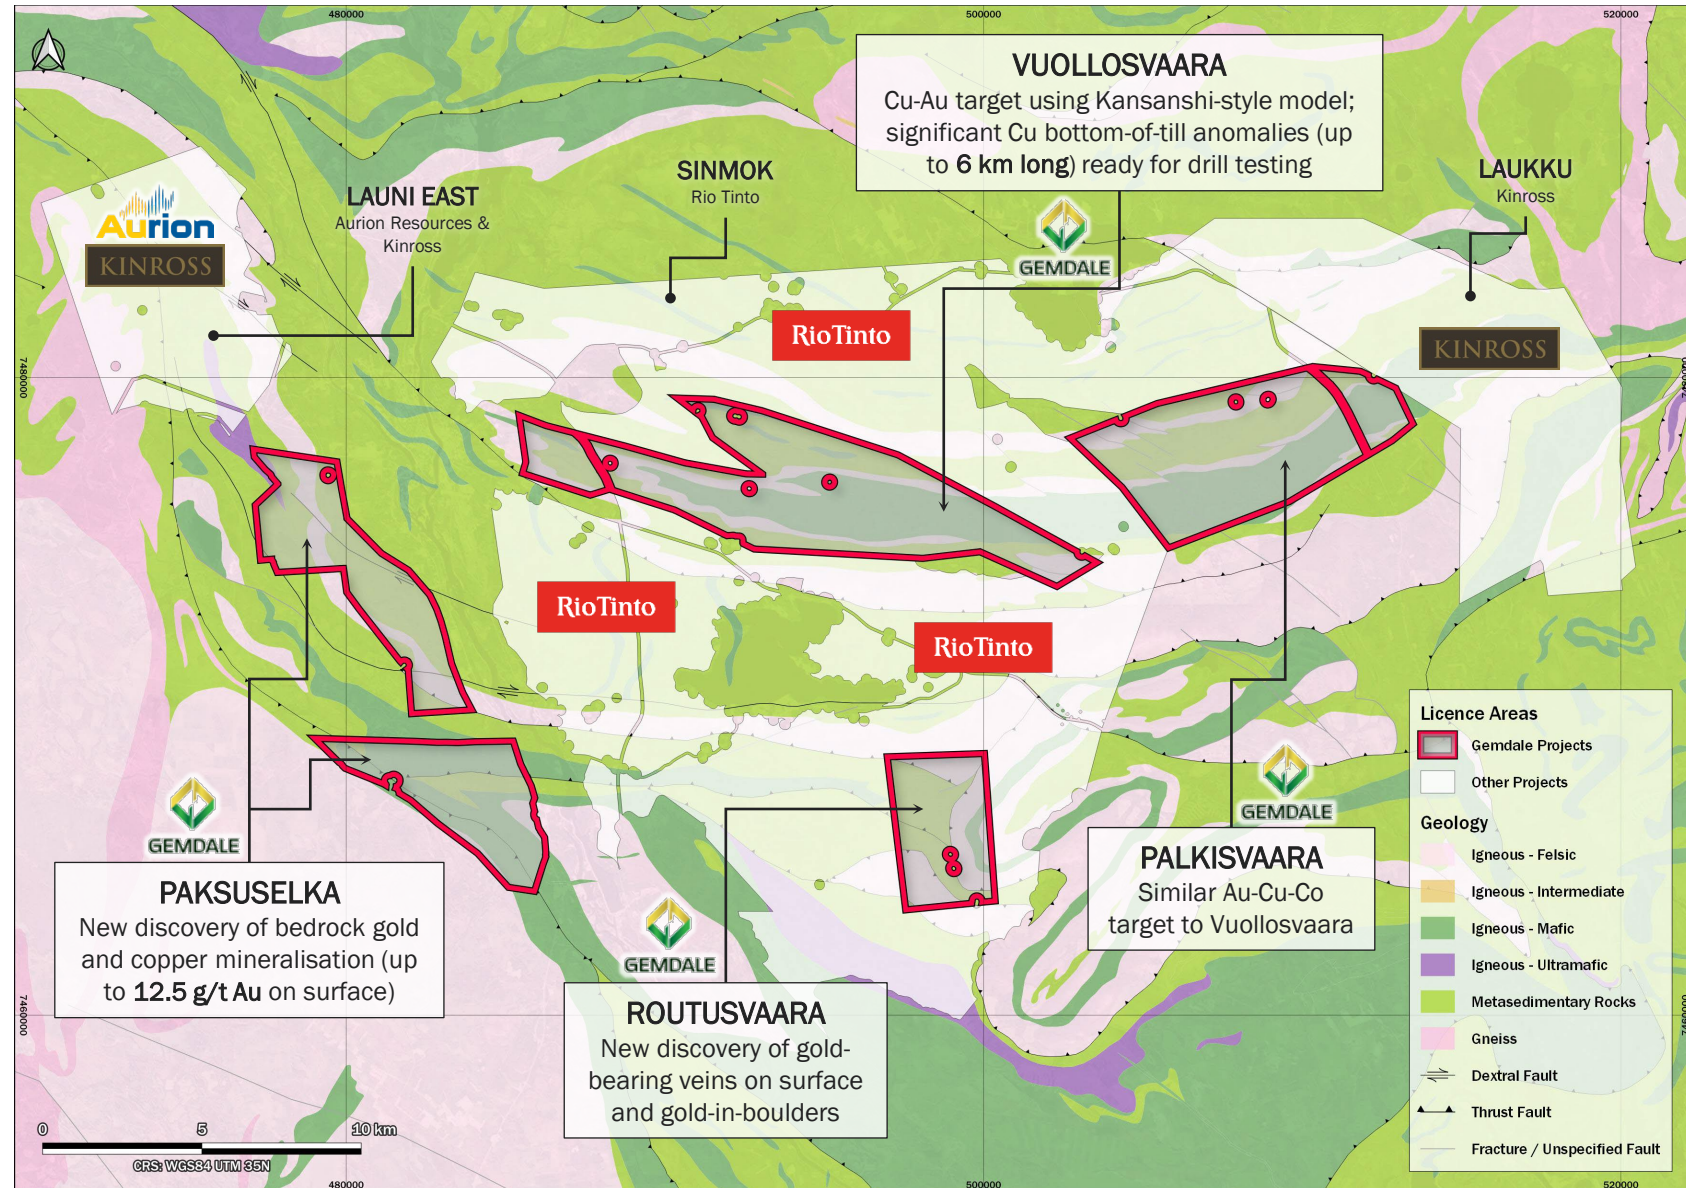 480000
500000
520000
VUOLLOSVAARA
Cu-Au target using Kansanshi-style model;
significant Cu bottom-of-till anomalies (up
to 6 km long) ready for drill testing
SINMOK
Rio Tinto
LAUKKU
Kinross
LAUNI EAST
Aurion Resources &
Kinross
Aurion
KINROSS
GEMDALE
RioTinto
KINROSS
7480000
7480000
RioTinto
RioTinto
Licence Areas
Gemdale Projects
Other Projects
Geology
Igneous - Felsic
Igneous - Intermediate
Igneous - Mafic
Igneous - Ultramafic
Metasedimentary Rocks
Gneiss
Dextral Fault
Thrust Fault
Fracture / Unspecified Fault
GEMDALE
PALKISVAARA
Similar Au-Cu-Co
target to Vuollosvaara
GEMDALE
PAKSUSELKA
New discovery of bedrock gold
and copper mineralisation (up
to 12.5 g/t Au on surface)
GEMDALE
ROUTUSVAARA
New discovery of gold-
bearing veins on surface
and gold-in-boulders
7460000
7460000
0 5 10 km
CRS: WGS84 UTM 35N
480000
500000
520000